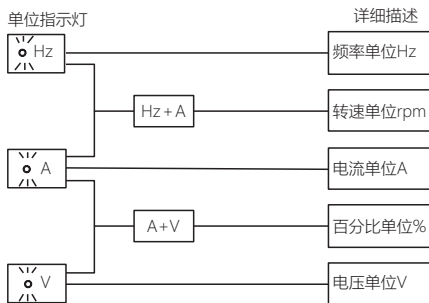 单位指示灯
详细描述
Hz
频率单位Hz
Hz+A
转速单位rpm
A
电流单位A
A+V
百分比单位%
V
电压单位V